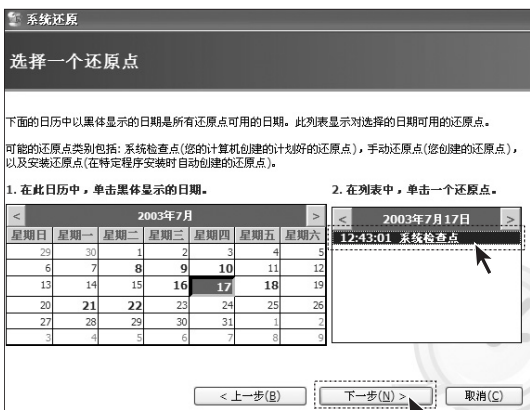 系统还原
选择一个还原点
下面的日历中以黑体显示的日期是所有还原点可用的日期。此列表显示对选择的日期可用的还原点。
可能的还原点类别包括: 系统检查点(您的计算机创建的计划好的还原点)，手动还原点(您创建的还原点)，
以及安装还原点(在特定程序安装时自动创建的还原点)。
1. 在此日历中，单击黑体显示的日期。
2. 在列表中，单击一个还原点。
< 2003年7月 >
星期日 星期一 星期二 星期三 星期四 星期五 星期六
29 30 1 2 3 4 5
6 7 8 9 10 11 12
13 14 15 16 17 18 19
20 21 22 23 24 25 26
27 28 29 30 31 1 2
3 4 5 6 7 8 9
< 2003年7月17日 >
12:43:01 系统检查点
< 上一步(B)
下一步(N) >
取消(C)